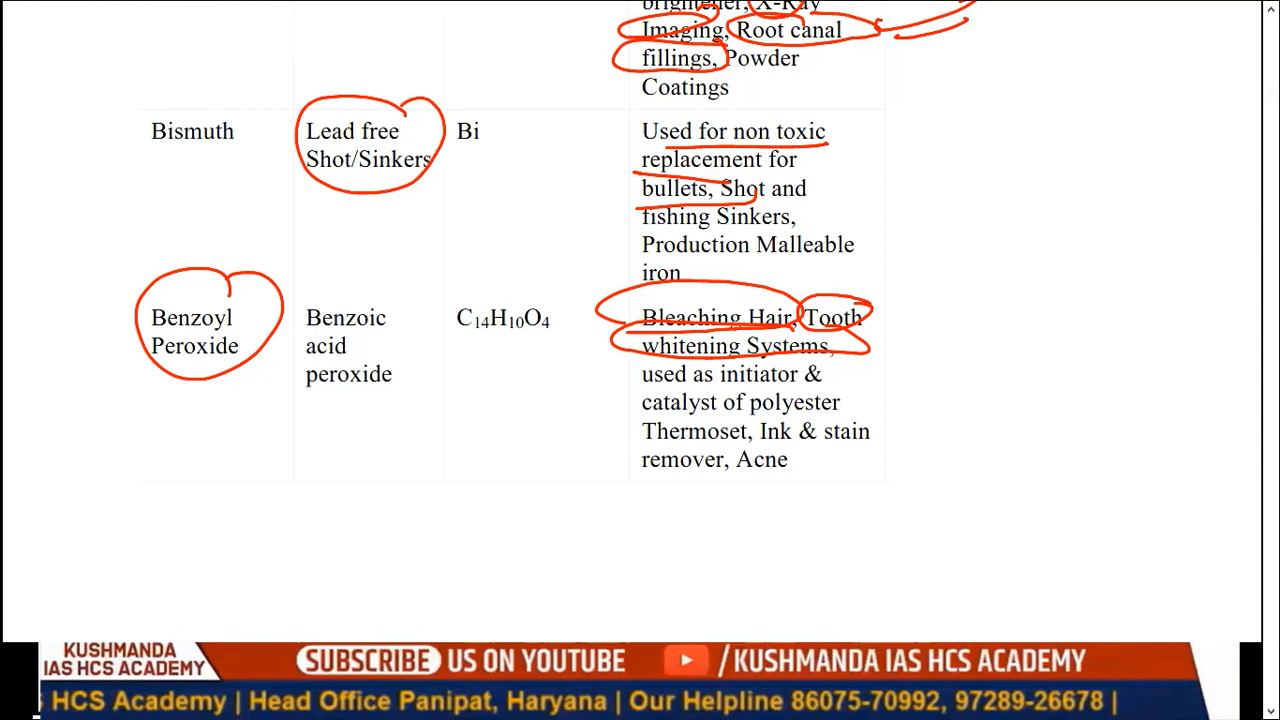 brightener, X-Ray
Imaging, Root canal
fillings, Powder
Coatings
Bismuth
Lead free
Shot/Sinkers
Bi
Used for non toxic
replacement for
bullets, Shot and
fishing Sinkers,
Production Malleable
iron
Benzoyl
Peroxide
Benzoic
acid
peroxide
C₁₄H₁₀O₄
Bleaching Hair, Tooth
whitening Systems,
used as initiator &
catalyst of polyester
Thermoset, Ink & stain
remover, Acne
KUSHMANDA
IAS HCS ACADEMY
SUBSCRIBE US ON YOUTUBE /KUSHMANDA IAS HCS ACADEMY
HCS Academy | Head Office Panipat, Haryana | Our Helpline 86075-70992, 97289-26678 |